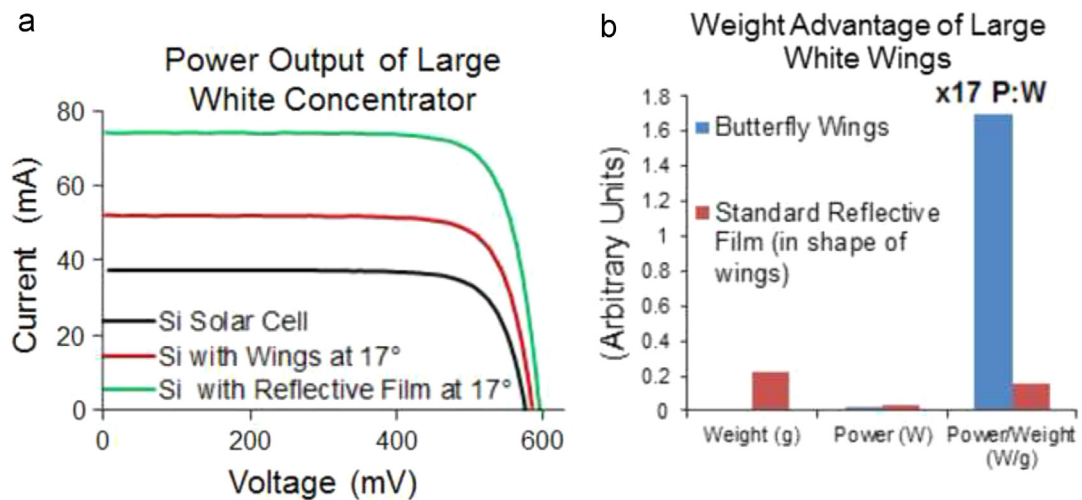 a
Power Output of Large
White Concentrator
80
60
40
20
0
Current (mA)
Si Solar Cell
Si with Wings at 17°
Si with Reflective Film at 17°
0 200 400 600
Voltage (mV)
b
Weight Advantage of Large
White Wings
x17 P:W
1.8
1.6
1.4
1.2
1
0.8
0.6
0.4
0.2
0
(Arbitrary Units)
Butterfly Wings
Standard Reflective
Film (in shape of
wings)
Weight (g) Power (W) Power/Weight
(W/g)